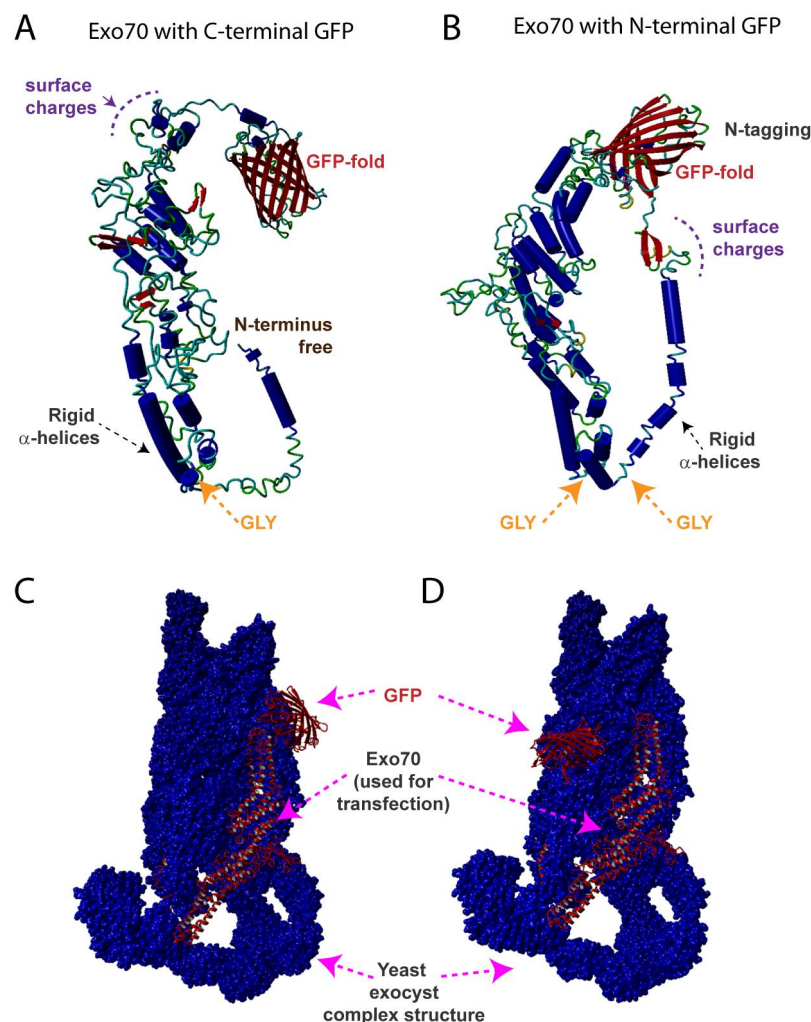 A
Exo70 with C-terminal GFP
surface
charges
GFP-fold
N-terminus
free
Rigid
α-helices
GLY
B
Exo70 with N-terminal GFP
N-tagging
GFP-fold
surface
charges
Rigid
α-helices
GLY
GLY
C
D
GFP
Exo70
(used for
transfection)
Yeast
exocyst
complex structure